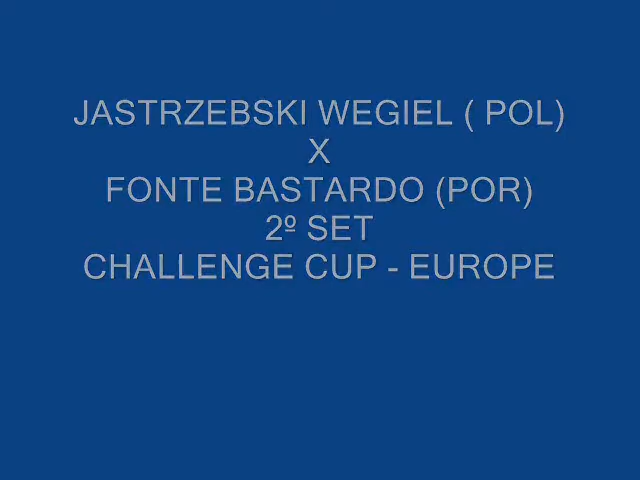 JASTRZEBSKI WEGIEL ( POL)
X
FONTE BASTARDO (POR)
2º SET
CHALLENGE CUP - EUROPE